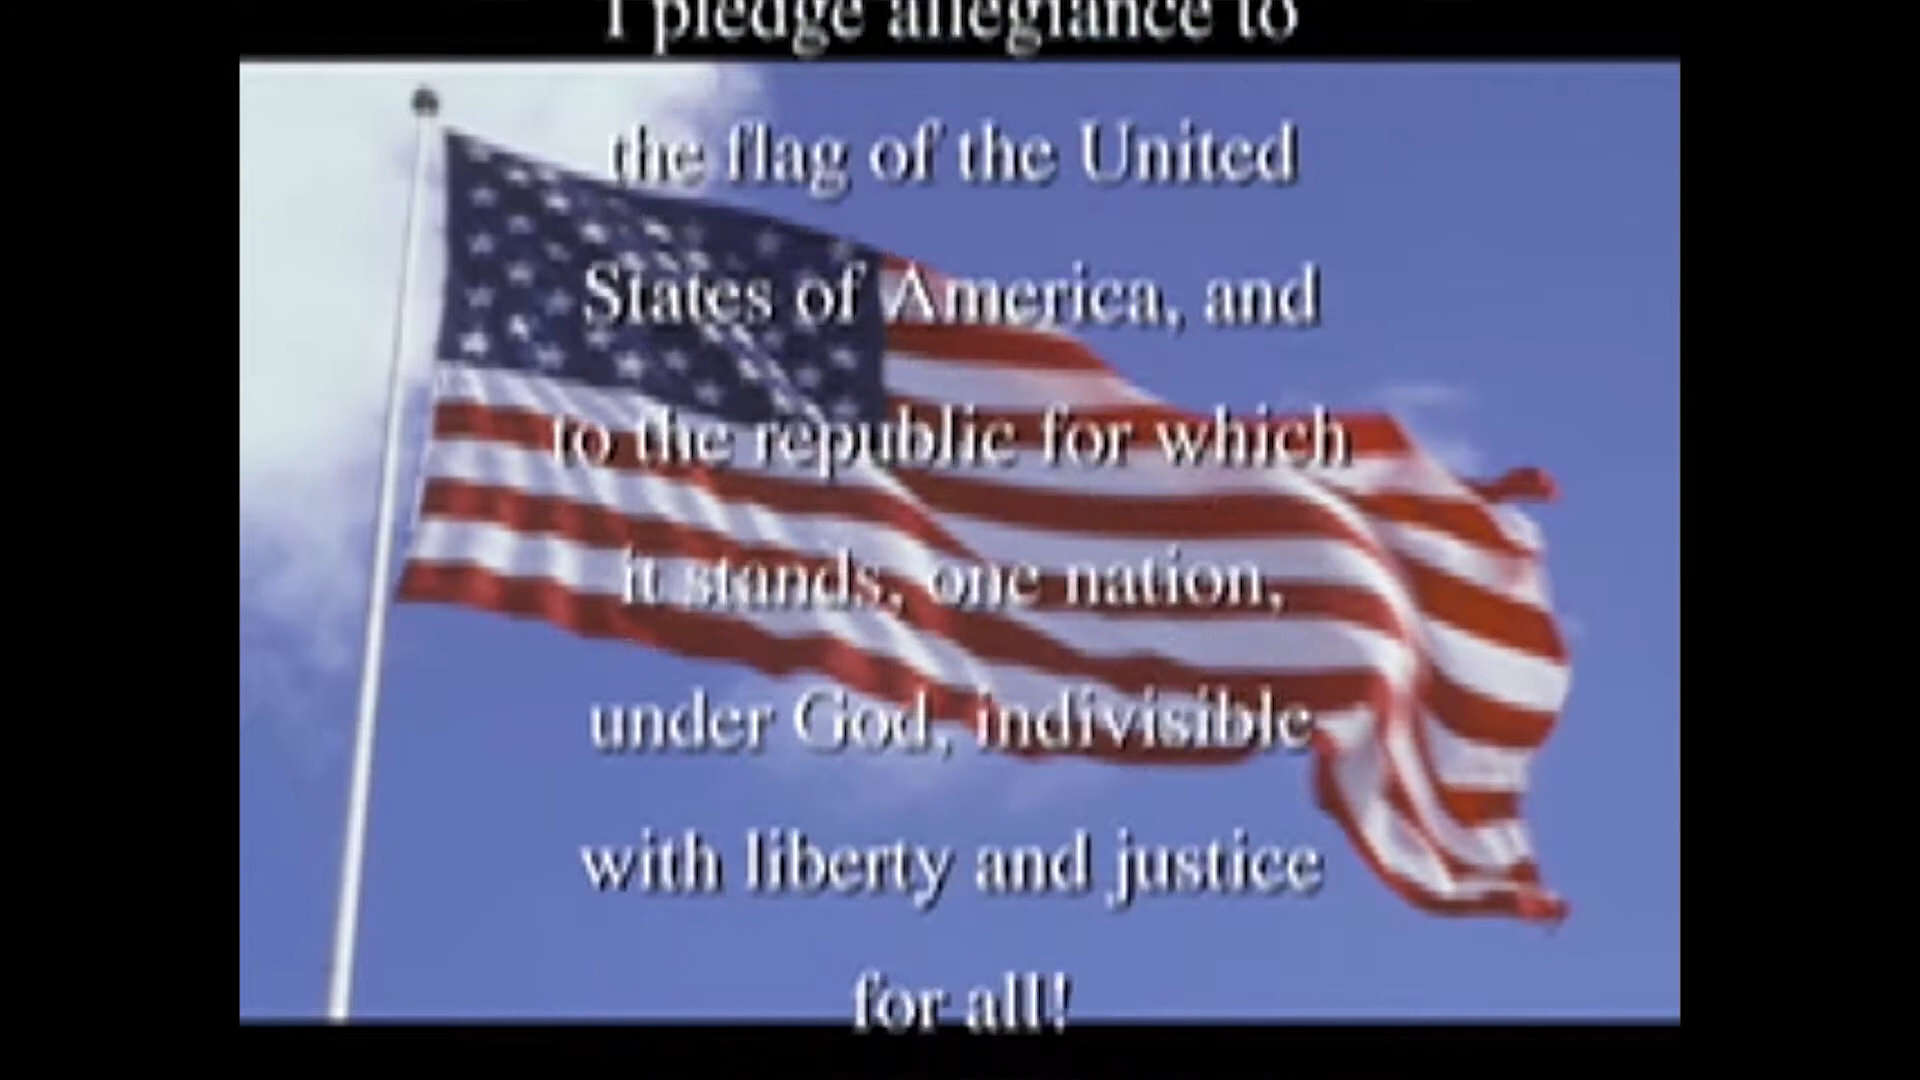 I pledge allegiance to
the flag of the United
States of America, and
to the republic for which
it stands, one nation,
under God, indivisible
with liberty and justice
for all!